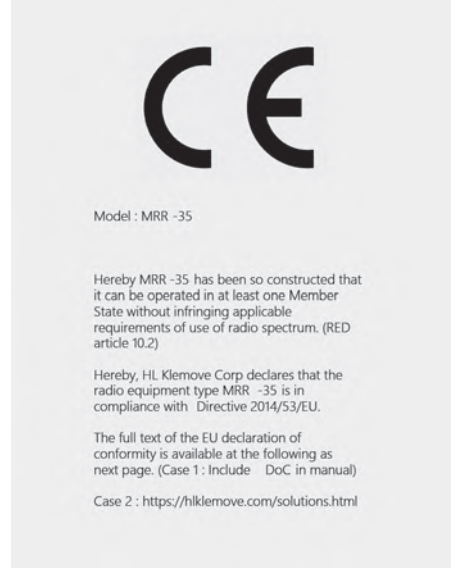 CE
Model : MRR -35
Hereby MRR -35 has been so constructed that
it can be operated in at least one Member
State without infringing applicable
requirements of use of radio spectrum. (RED
article 10.2)
Hereby, HL Klemove Corp declares that the
radio equipment type MRR -35 is in
compliance with Directive 2014/53/EU.
The full text of the EU declaration of
conformity is available at the following as
next page. (Case 1 : Include DoC in manual)
Case 2 : https://hlklemove.com/solutions.html